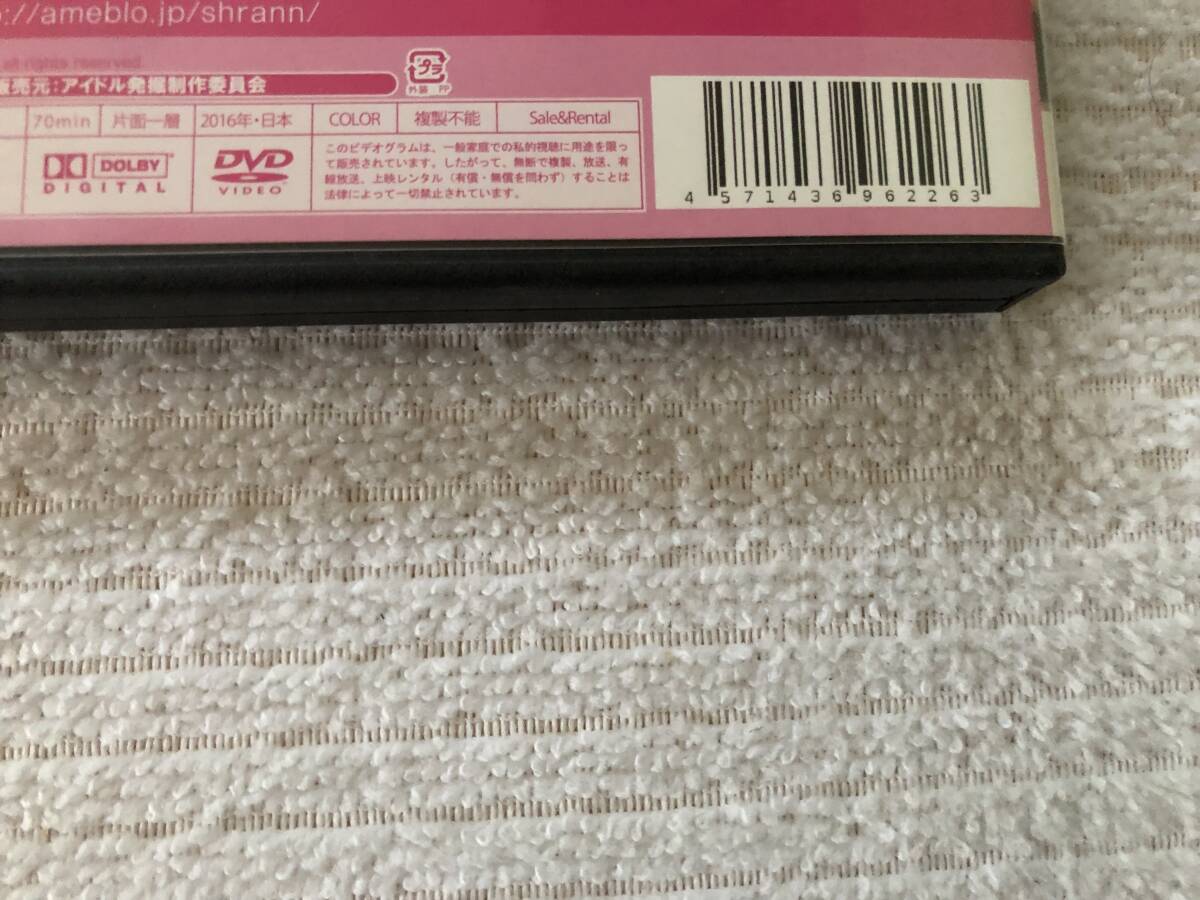 ://ameblo.jp/shrann/
all rights reserved.
販売元：アイドル発掘制作委員会
プラ
外装：PP
70min 片面一層 2016年・日本 COLOR 複製不能 Sale&Rental
DOLBY
DIGITAL
DVD
VIDEO
このビデオグラムは、一般家庭での私的視聴に用途を限っ
て販売されています。したがって、無断で複製、放送、有
線放送、上映レンタル（有償・無償を問わず）することは
法律によって一切禁止されています。
4571436962263